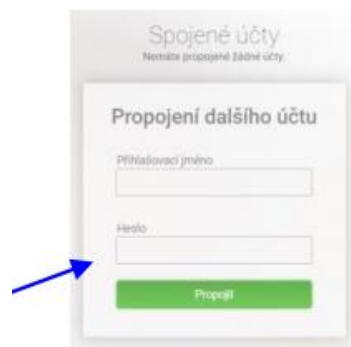 Spojené účty
Nemáte propojené žádné účty.
Propojení dalšího účtu
Přihlašovací jméno
Heslo
Propojit